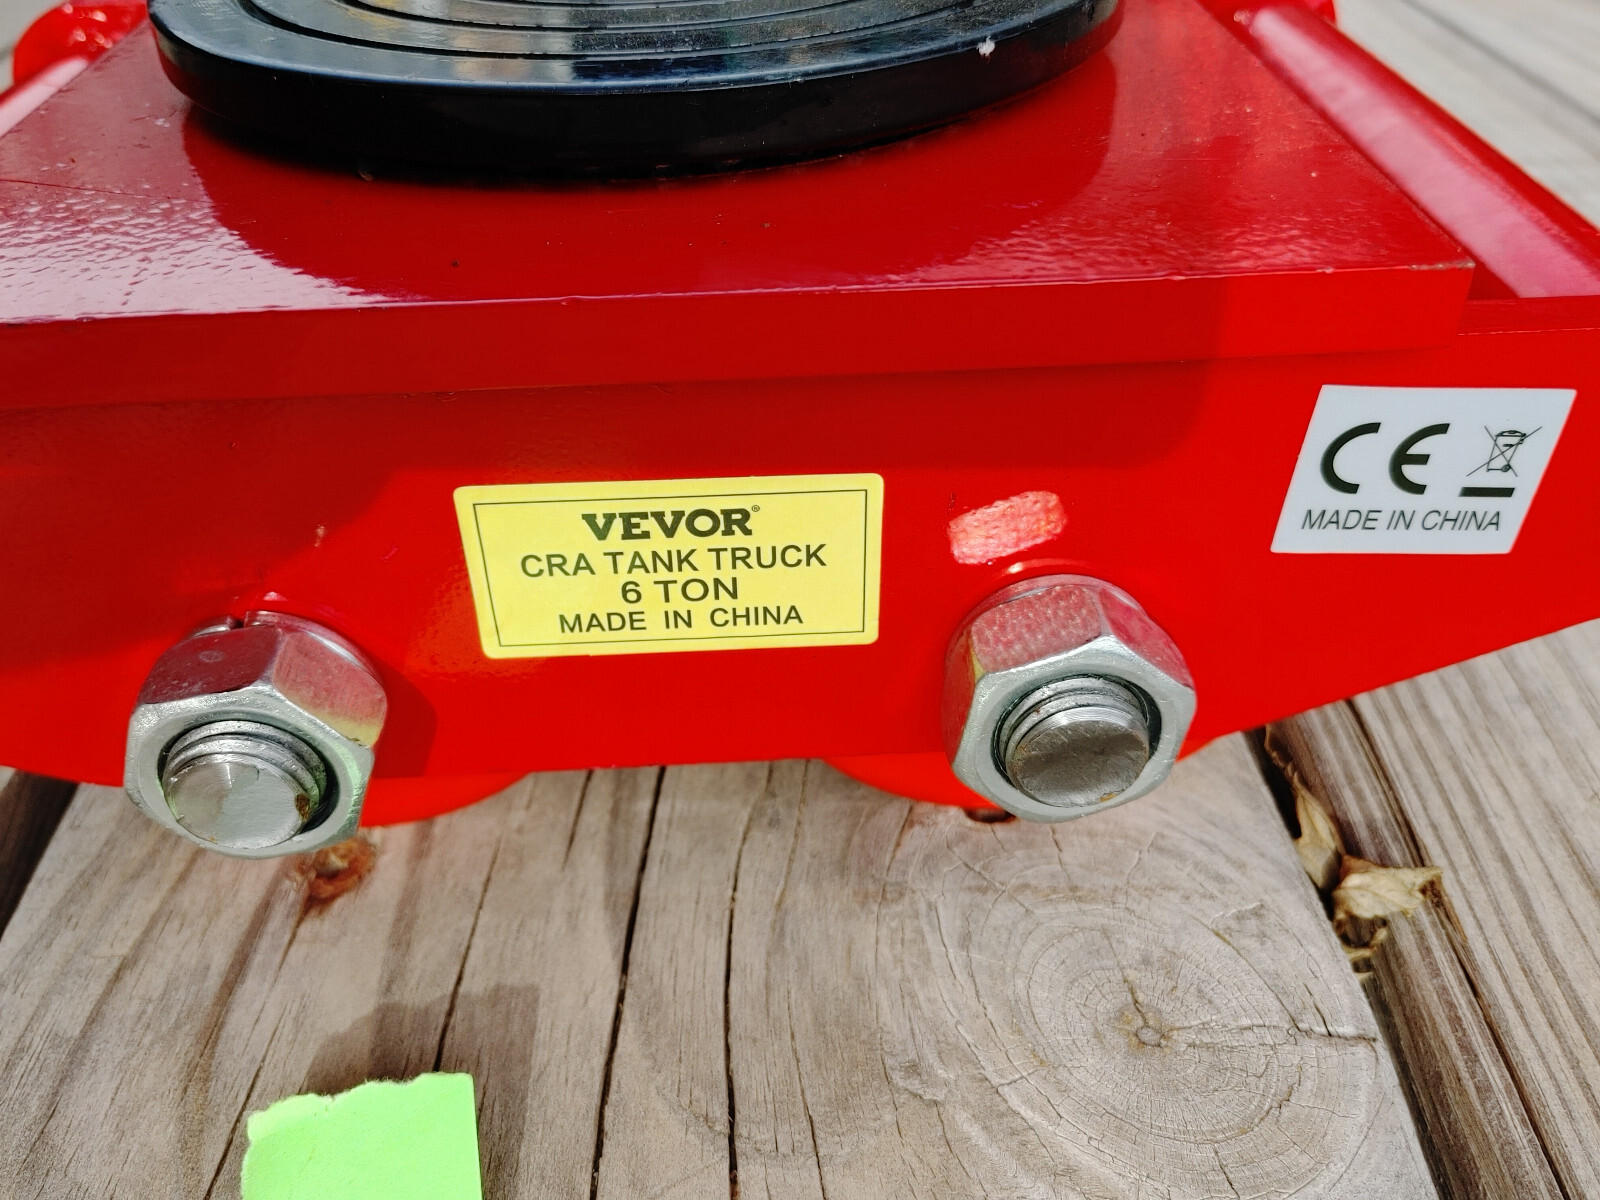 VEVOR®
CRA TANK TRUCK
6 TON
MADE IN CHINA
CE
MADE IN CHINA